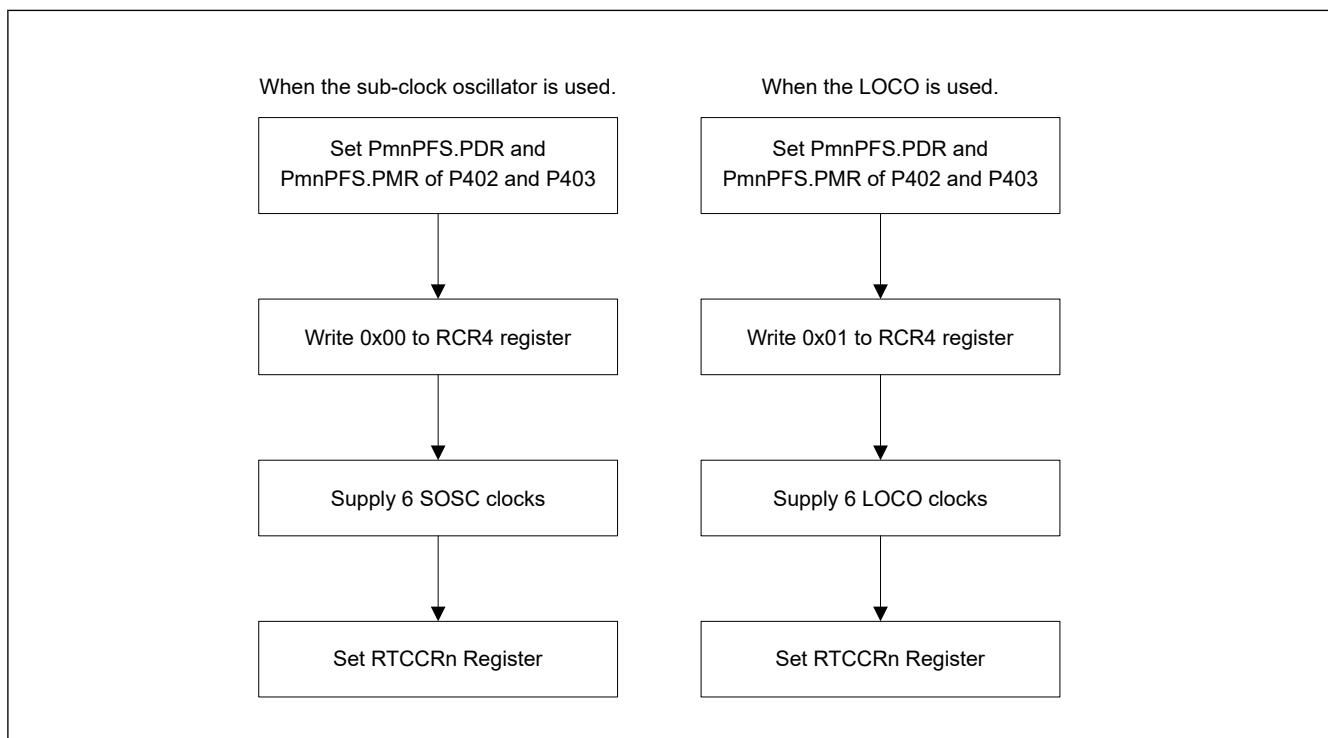 When the sub-clock oscillator is used.
Set PmnPFS.PDR and
PmnPFS.PMR of P402 and P403
Write 0x00 to RCR4 register
Supply 6 SOSC clocks
Set RTCCRn Register
When the LOCO is used.
Set PmnPFS.PDR and
PmnPFS.PMR of P402 and P403
Write 0x01 to RCR4 register
Supply 6 LOCO clocks
Set RTCCRn Register